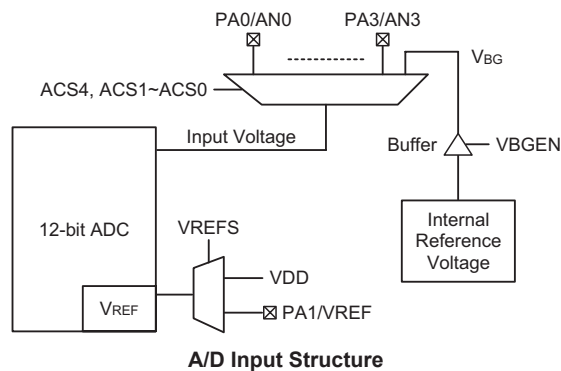 PA0/AN0
PA3/AN3
VBG
ACS4, ACS1~ACS0
Input Voltage
Buffer
VBGEN
12-bit ADC
VREFS
Internal
Reference
Voltage
VDD
VREF
PA1/VREF
A/D Input Structure